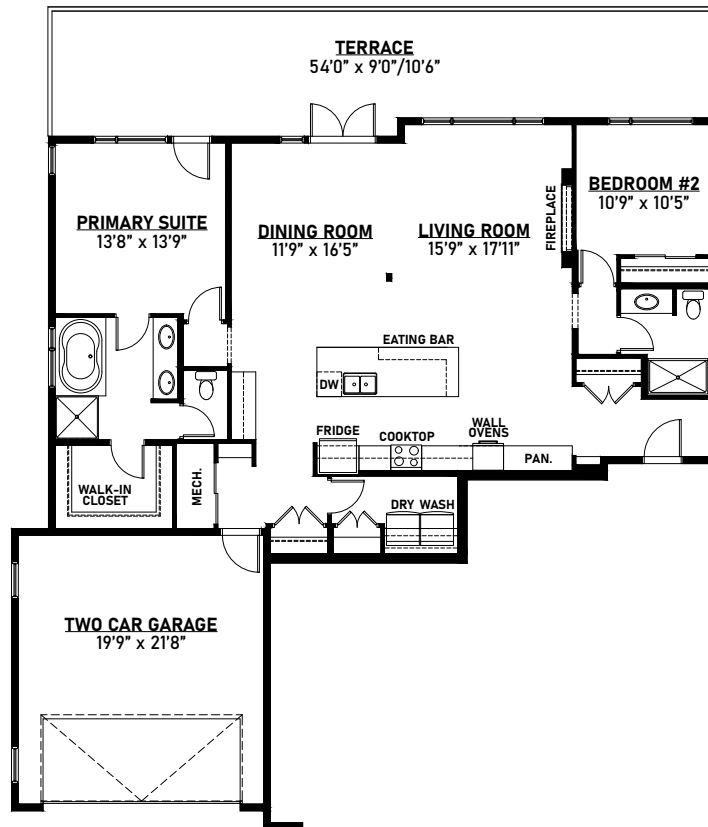 TERRACE
54'0" x 9'0"/10'6"
PRIMARY SUITE
13'8" x 13'9"
DINING ROOM
11'9" x 16'5"
LIVING ROOM
15'9" x 17'11"
FIREPLACE
BEDROOM #2
10'9" x 10'5"
EATING BAR
DW
FRIDGE
COOKTOP
WALL
OVENS
PAN.
MECH.
WALK-IN
CLOSET
DRY WASH
TWO CAR GARAGE
19'9" x 21'8"